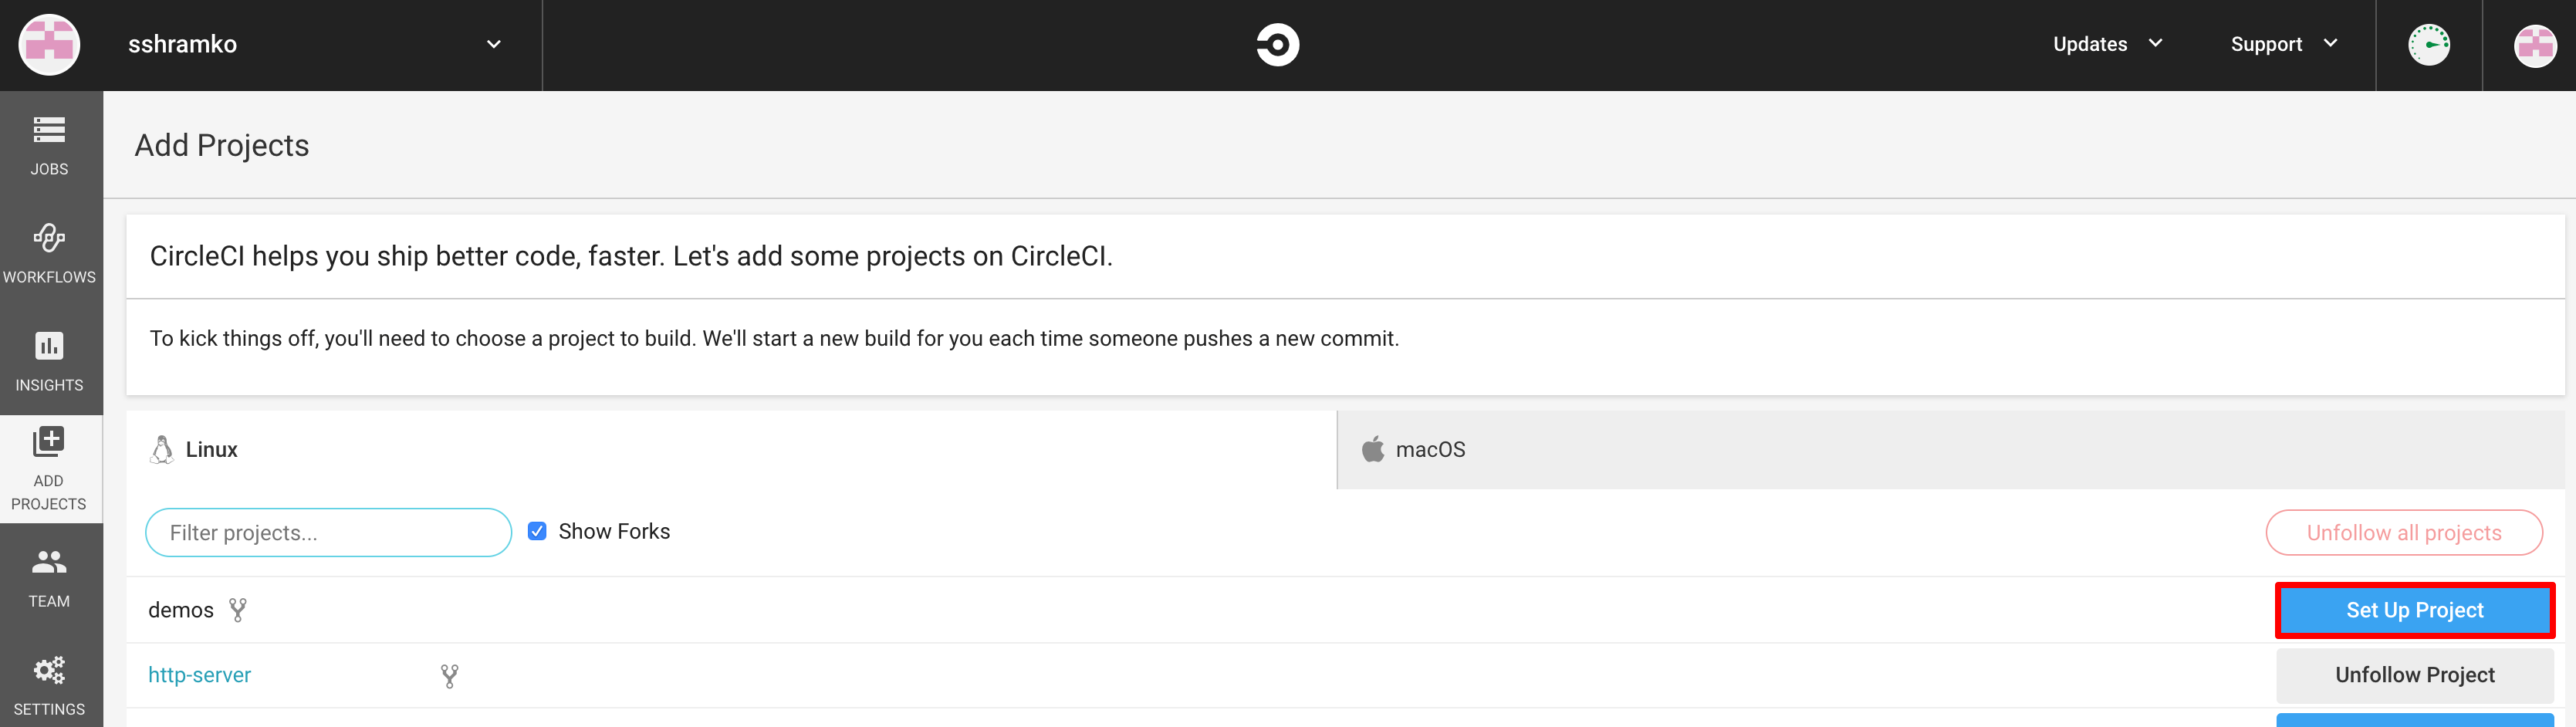 sshramko
Updates
Support
JOBS
WORKFLOWS
INSIGHTS
ADD
PROJECTS
TEAM
SETTINGS
Add Projects
CircleCI helps you ship better code, faster. Let's add some projects on CircleCI.
To kick things off, you'll need to choose a project to build. We'll start a new build for you each time someone pushes a new commit.
Linux
macOS
Filter projects...
Show Forks
Unfollow all projects
demos
Set Up Project
http-server
Unfollow Project